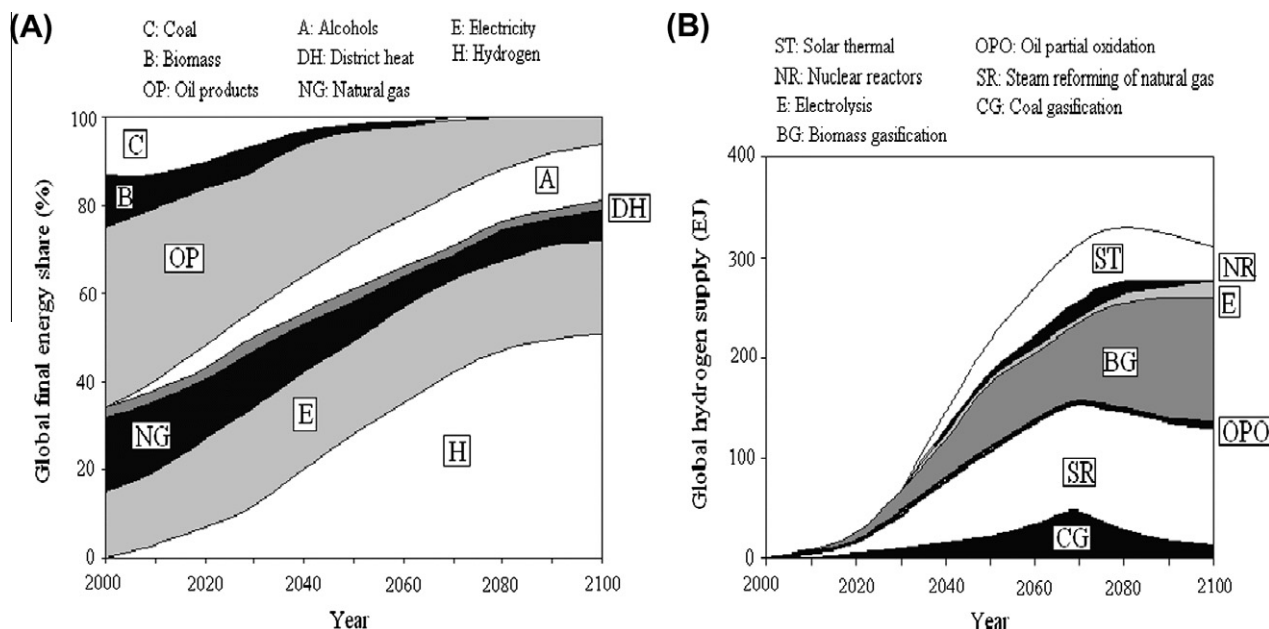 (A)
C: Coal A: Alcohols E: Electricity
B: Biomass DH: District heat H: Hydrogen
OP: Oil products NG: Natural gas
100
80
60
40
20
0
Global final energy share (%)
C
B
OP
NG
E
A
DH
H
2000 2020 2040 2060 2080 2100
Year
(B)
ST: Solar thermal OPO: Oil partial oxidation
NR: Nuclear reactors SR: Steam reforming of natural gas
E: Electrolysis CG: Coal gasification
BG: Biomass gasification
400
300
200
100
0
Global hydrogen supply (EJ)
ST
NR
E
BG
OPO
SR
CG
2000 2020 2040 2060 2080 2100
Year